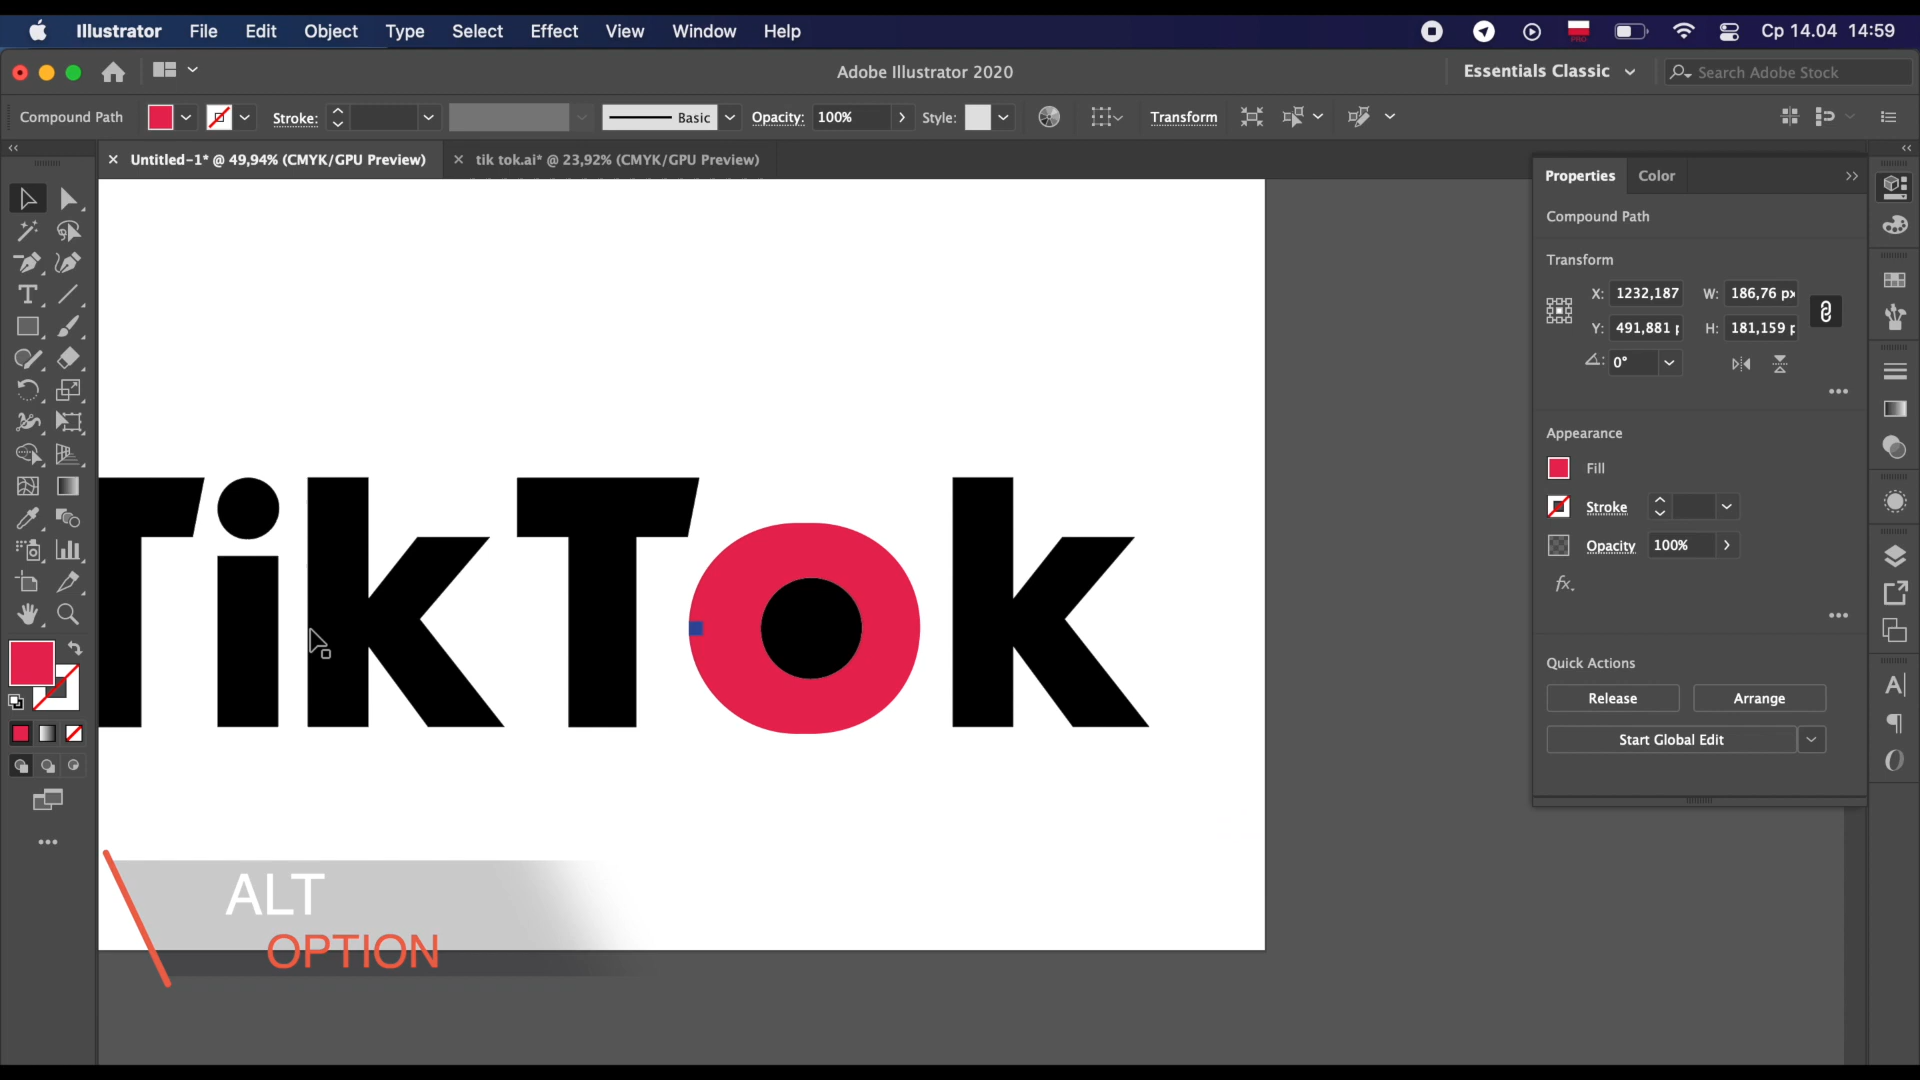 Illustrator File Edit Object Type Select Effect View Window Help Ср 14.04 14:59
Adobe Illustrator 2020 Essentials Classic Search Adobe Stock
Compound Path Stroke: Basic Opacity: 100% Style: Transform
Untitled-1* @ 49,94% (CMYK/GPU Preview) tik tok.ai* @ 23,92% (CMYK/GPU Preview)
Properties Color
Compound Path
Transform
X: 1232,187 W: 186,76 px
Y: 491,881 p H: 181,159 p
0°
Appearance
Fill
Stroke
Opacity 100%
fx.
Quick Actions
Release Arrange
Start Global Edit
TikTok
ALT
OPTION